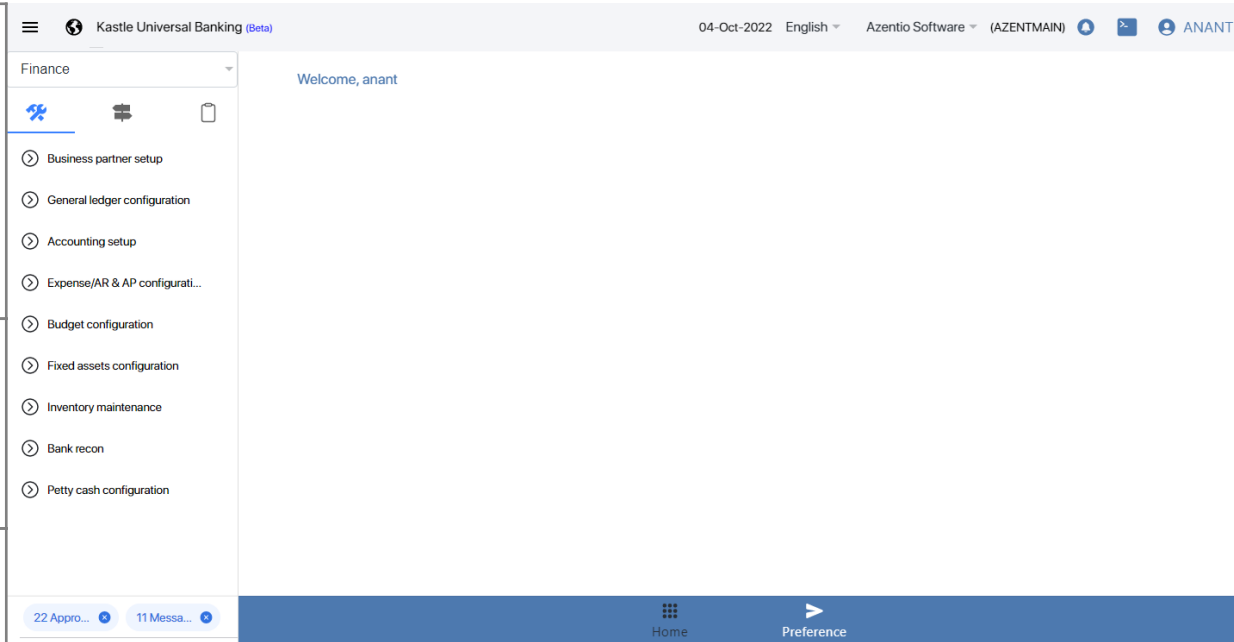 Kastle Universal Banking (Beta)
04-Oct-2022 English Azentio Software (AZENTMAIN) ANANT
Finance
Welcome, anant
Business partner setup
General ledger configuration
Accounting setup
Expense/AR & AP configurati...
Budget configuration
Fixed assets configuration
Inventory maintenance
Bank recon
Petty cash configuration
22 Appro... 11 Messa...
Home Preference